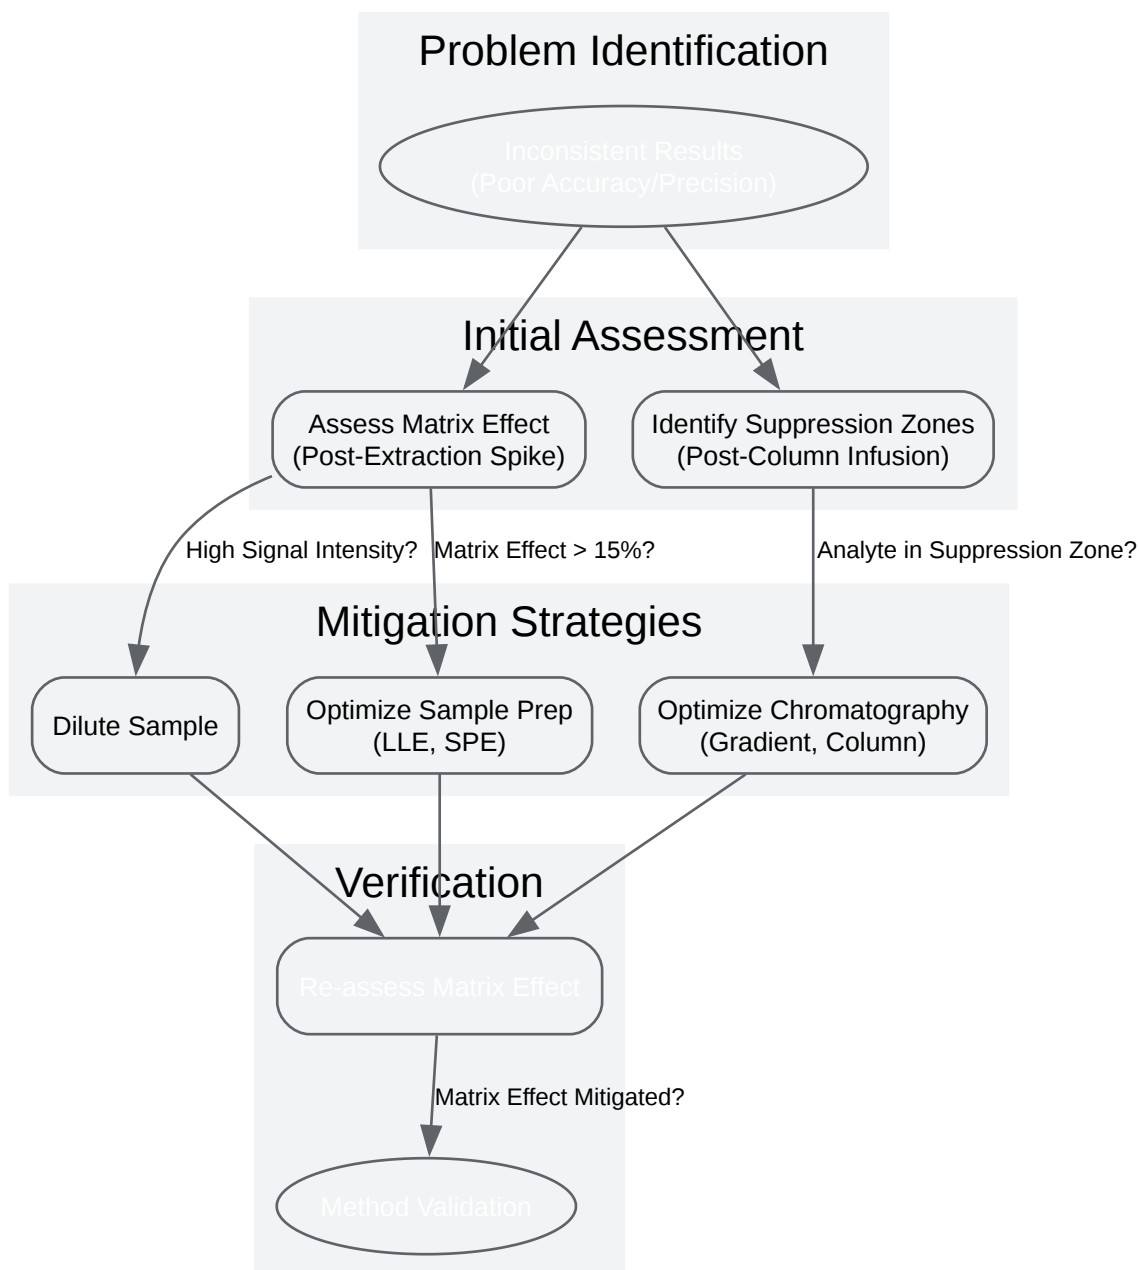 Problem Identification
Inconsistent Results
(Poor Accuracy/Precision)
Initial Assessment
Assess Matrix Effect
(Post-Extraction Spike)
Identify Suppression Zones
(Post-Column Infusion)
High Signal Intensity?
Matrix Effect > 15%?
Analyte in Suppression Zone?
Mitigation Strategies
Dilute Sample
Optimize Sample Prep
(LLE, SPE)
Optimize Chromatography
(Gradient, Column)
Verification
Re-assess Matrix Effect
Matrix Effect Mitigated?
Method Validation